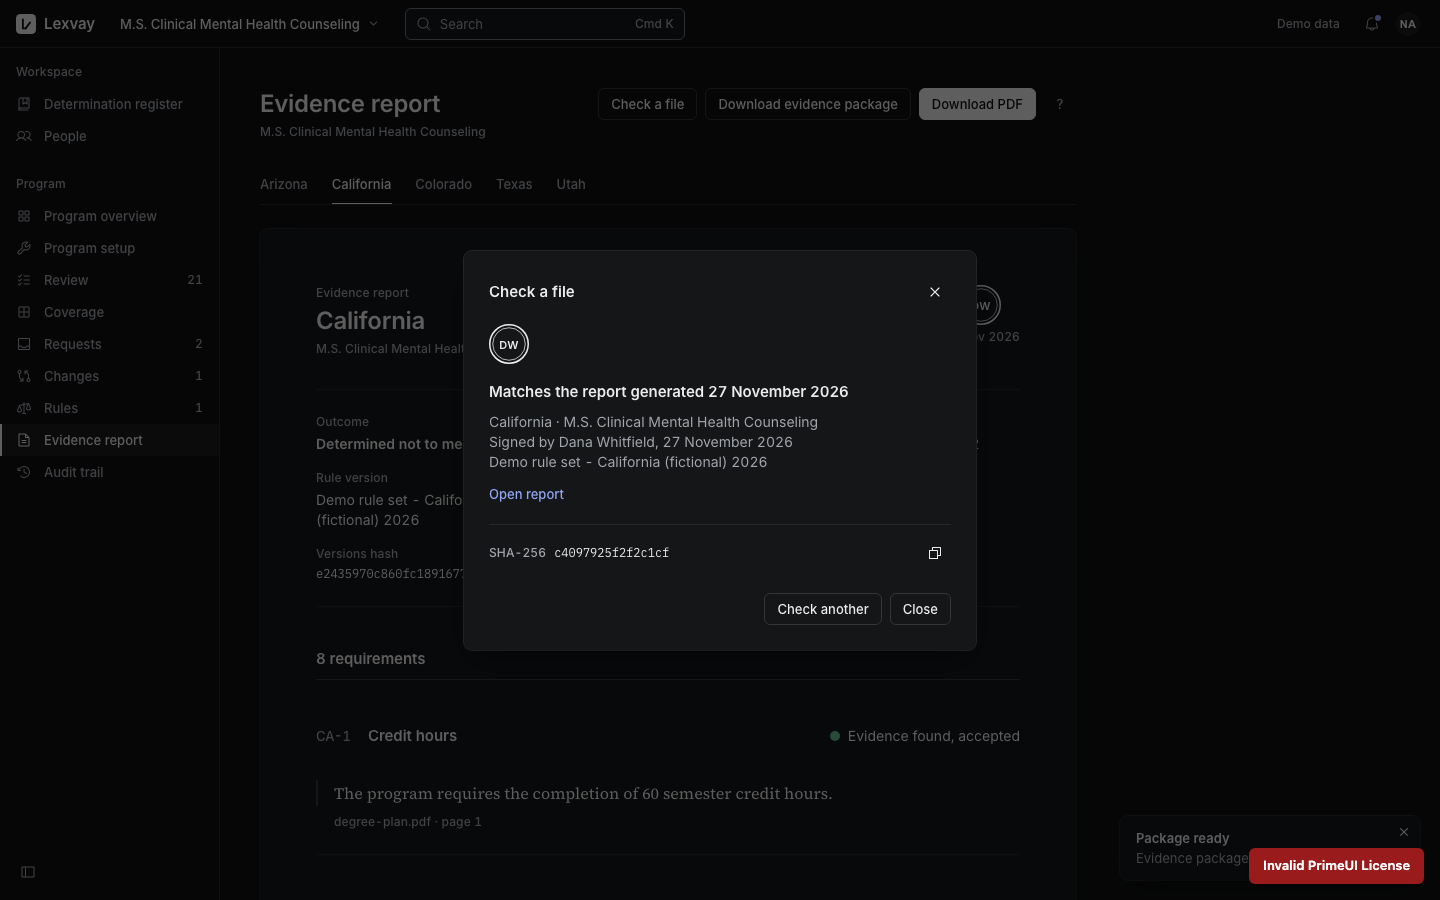 Lexvay
M.S. Clinical Mental Health Counseling
Search
Cmd K
Demo data
NA
Workspace
Determination register
People
Program
Program overview
Program setup
Review 21
Coverage
Requests 2
Changes 1
Rules 1
Evidence report
Audit trail
Evidence report
M.S. Clinical Mental Health Counseling
Check a file
Download evidence package
Download PDF
?
Arizona California Colorado Texas Utah
Evidence report
California
M.S. Clinical Mental Healt
DW
2026
Outcome
Determined not to me
Rule version
Demo rule set - Califo
(fictional) 2026
Versions hash
e2435970c860fc189167
Check a file
DW
Matches the report generated 27 November 2026
California · M.S. Clinical Mental Health Counseling
Signed by Dana Whitfield, 27 November 2026
Demo rule set - California (fictional) 2026
Open report
SHA-256 c4097925f2f2c1cf
Check another
Close
8 requirements
CA-1 Credit hours
Evidence found, accepted
The program requires the completion of 60 semester credit hours.
degree-plan.pdf · page 1
Package ready
Evidence package
Invalid PrimeUI License